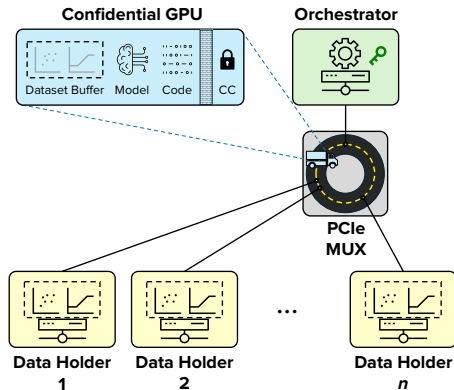 Confidential GPU
Orchestrator
Dataset Buffer Model Code CC
PCIe
MUX
...
Data Holder
1
Data Holder
2
Data Holder
n